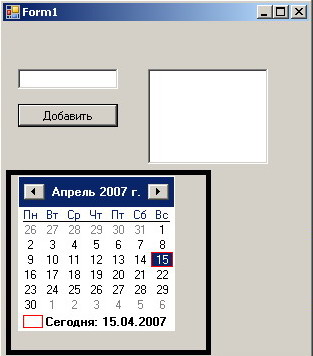 Form1
Добавить
Апрель 2007 г.
Пн Вт Ср Чт Пт Сб Вс
26 27 28 29 30 31 1
2 3 4 5 6 7 8
9 10 11 12 13 14 15
16 17 18 19 20 21 22
23 24 25 26 27 28 29
30 1 2 3 4 5 6
Сегодня: 15.04.2007